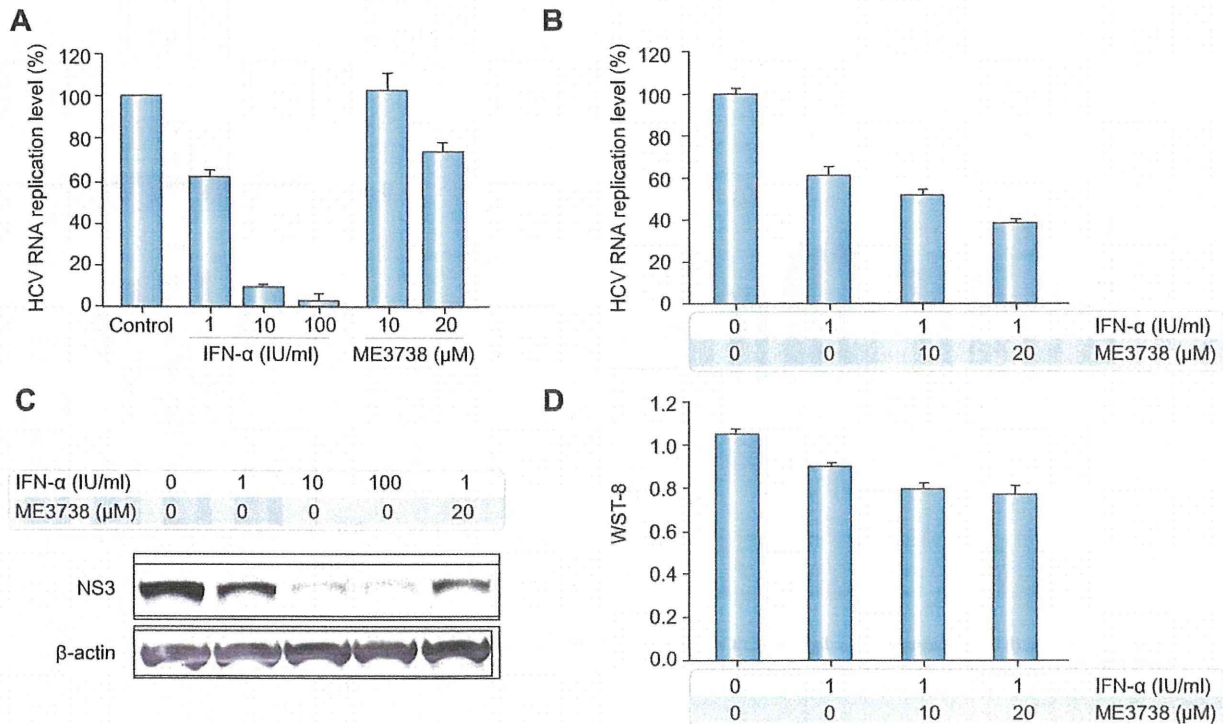 A
HCV RNA replication level (%)
120
100
80
60
40
20
0
Control 1 10 100 10 20
IFN-α (IU/ml) ME3738 (µM)
B
HCV RNA replication level (%)
120
100
80
60
40
20
0
0 1 1 1 IFN-α (IU/ml)
0 0 10 20 ME3738 (µM)
C
IFN-α (IU/ml) 0 1 10 100 1
ME3738 (µM) 0 0 0 0 20
NS3
β-actin
D
WST-8
1.2
1.0
0.8
0.6
0.4
0.2
0.0
0 1 1 1 IFN-α (IU/ml)
0 0 10 20 ME3738 (µM)